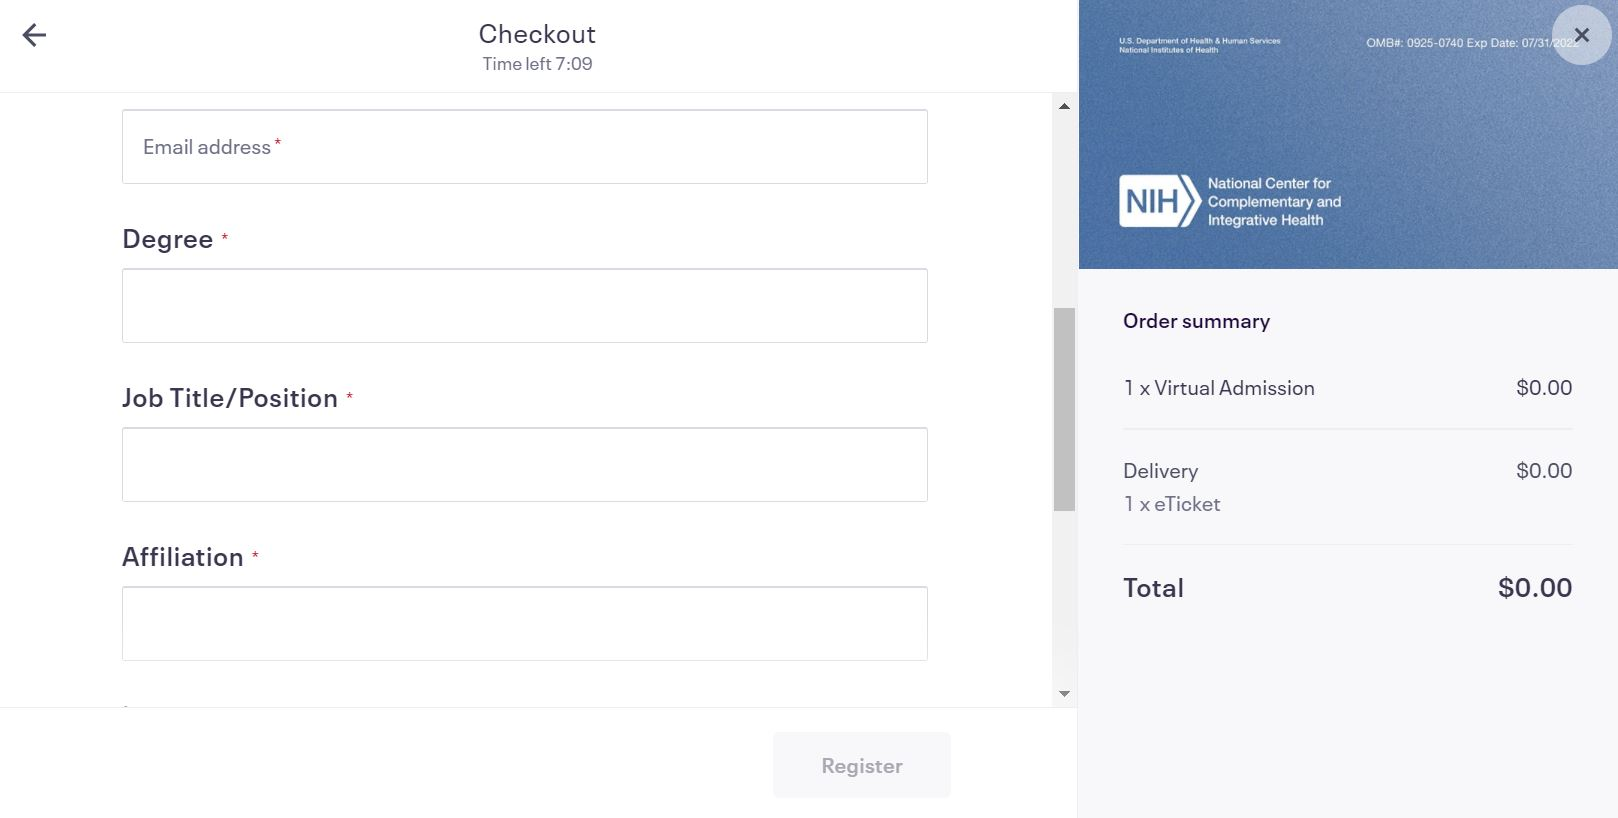 Checkout
Time left 7:09
Email address*
Degree *
Job Title/Position *
Affiliation *
Register
U.S. Department of Health & Human Services
National Institutes of Health
OMB#: 0925-0740 Exp Date: 07/31/2022
NIH
National Center for
Complementary and
Integrative Health
Order summary
1 x Virtual Admission $0.00
Delivery $0.00
1 x eTicket
Total $0.00